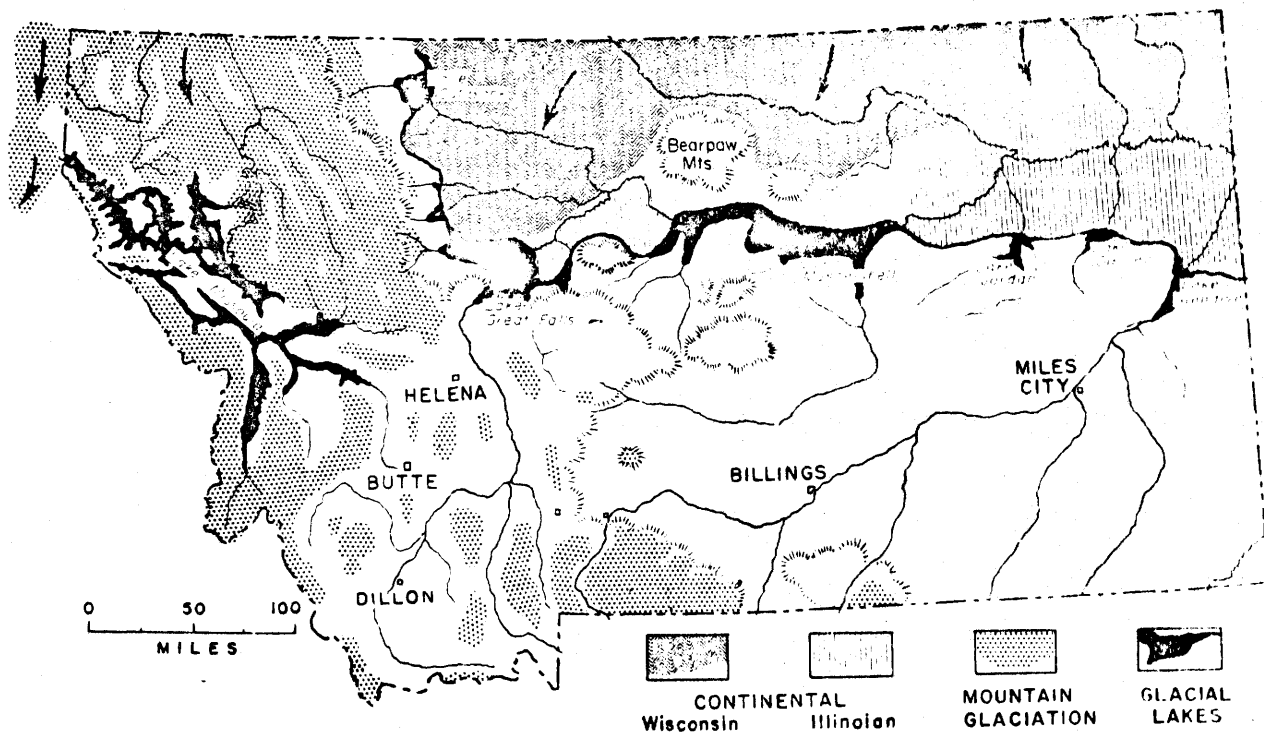 Bearpaw
Mts
Great Falls
HELENA
MILES
CITY
BUTTE
BILLINGS
DILLON
0 50 100
MILES
CONTINENTAL
Wisconsin Illinoian
MOUNTAIN
GLACIATION
GLACIAL
LAKES